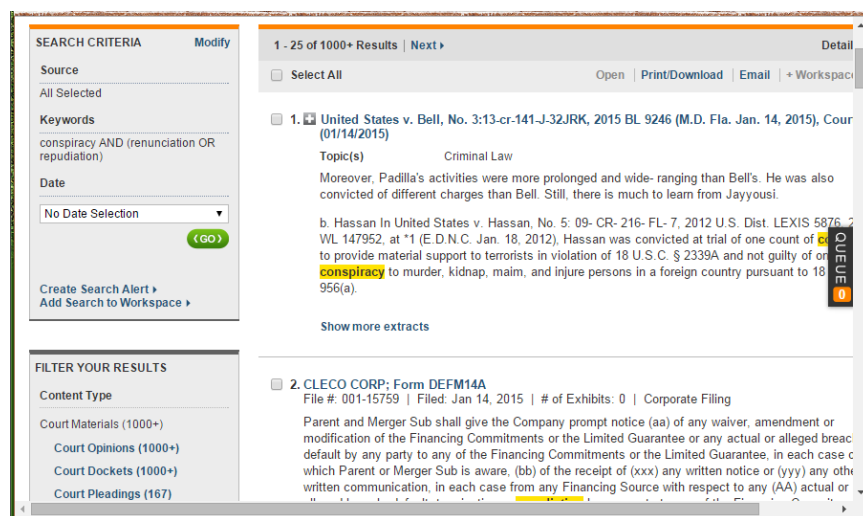 SEARCH CRITERIA Modify
Source
All Selected
Keywords
conspiracy AND (renunciation OR
repudiation)
Date
No Date Selection
GO
Create Search Alert
Add Search to Workspace
FILTER YOUR RESULTS
Content Type
Court Materials (1000+)
Court Opinions (1000+)
Court Dockets (1000+)
Court Pleadings (167)
1 - 25 of 1000+ Results | Next
Detail
Select All Open | Print/Download | Email | + Workspace
1. United States v. Bell, No. 3:13-cr-141-J-32JRK, 2015 BL 9246 (M.D. Fla. Jan. 14, 2015), Cour
(01/14/2015)
Topic(s) Criminal Law
Moreover, Padilla's activities were more prolonged and wide- ranging than Bell's. He was also
convicted of different charges than Bell. Still, there is much to learn from Jayyousi.
b. Hassan In United States v. Hassan, No. 5: 09- CR- 216- FL- 7, 2012 U.S. Dist. LEXIS 5876, 2
WL 147952, at *1 (E.D.N.C. Jan. 18, 2012), Hassan was convicted at trial of one count of
to provide material support to terrorists in violation of 18 U.S.C. § 2339A and not guilty of on
conspiracy to murder, kidnap, maim, and injure persons in a foreign country pursuant to 18
956(a).
Show more extracts
QUEUE
0
2. CLECO CORP; Form DEFM14A
File #: 001-15759 | Filed: Jan 14, 2015 | # of Exhibits: 0 | Corporate Filing
Parent and Merger Sub shall give the Company prompt notice (aa) of any waiver, amendment or
modification of the Financing Commitments or the Limited Guarantee or any actual or alleged breac
default by any party to any of the Financing Commitments or the Limited Guarantee, in each case o
which Parent or Merger Sub is aware, (bb) of the receipt of (xxx) any written notice or (yyy) any othe
written communication, in each case from any Financing Source with respect to any (AA) actual or